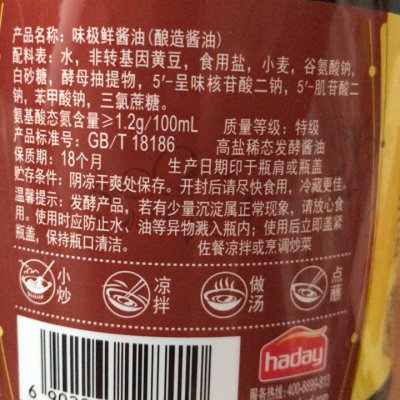 产品名称：味极鲜酱油(酿造酱油)
配料表：水，非转基因黄豆，食用盐，小麦，谷氨酸钠，
白砂糖，酵母抽提物，5′-呈味核苷酸二钠，5′-肌苷酸二
钠，苯甲酸钠，三氯蔗糖。
氨基酸态氮含量≥1.2g/100mL 质量等级：特级
产品标准号：GB/T 18186 高盐稀态发酵酱油
保质期：18个月 生产日期印于瓶肩或瓶盖
贮存条件：阴凉干爽处保存。开封后请尽快食用，冷藏更佳。
温馨提示：发酵产品，若有少量沉淀属正常现象，请放心食
用。使用时应防止水、油等异物溅入瓶内；使用后立即盖紧
瓶盖，保持瓶口清洁。 佐餐凉拌或烹调炒菜
小炒 凉拌 做汤 点蘸
haday
服务热线：400-8899-813
6 902